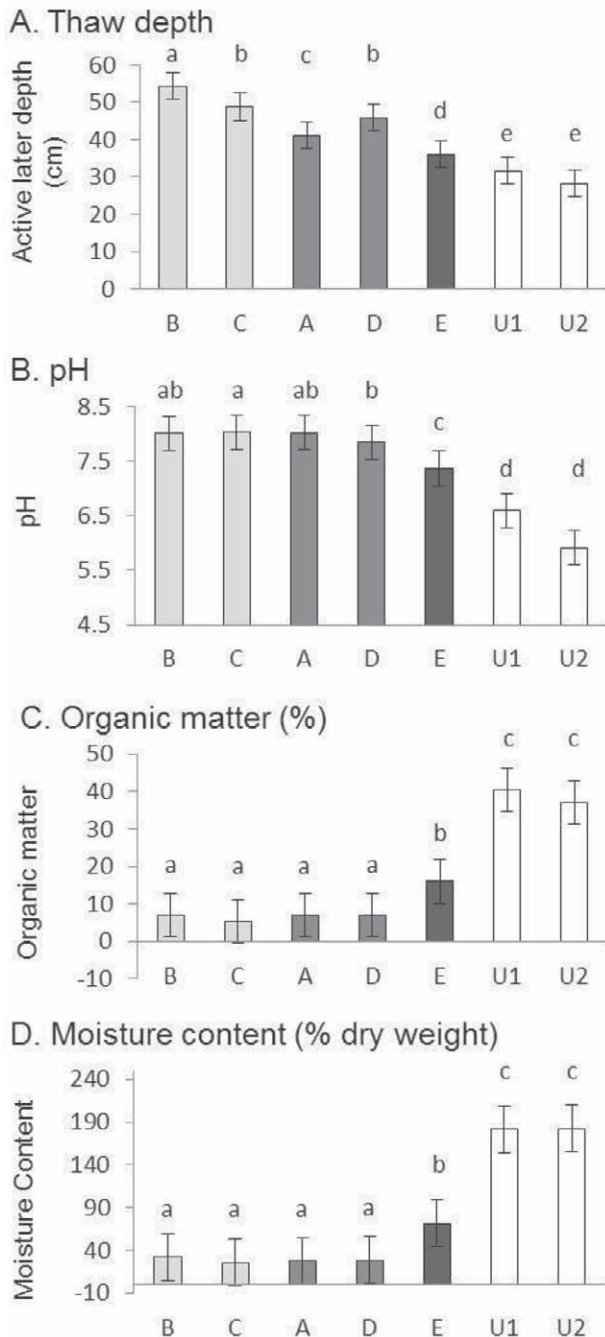 A. Thaw depth
a b c b d e e
Active later depth
(cm)
60
50
40
30
20
10
0
B C A D E U1 U2
B. pH
ab a ab b c d d
pH
8.5
7.5
6.5
5.5
4.5
B C A D E U1 U2
C. Organic matter (%)
a a a a b c c
Organic matter
50
40
30
20
10
0
-10
B C A D E U1 U2
D. Moisture content (% dry weight)
a a a a b c c
Moisture Content
240
190
140
90
40
-10
B C A D E U1 U2